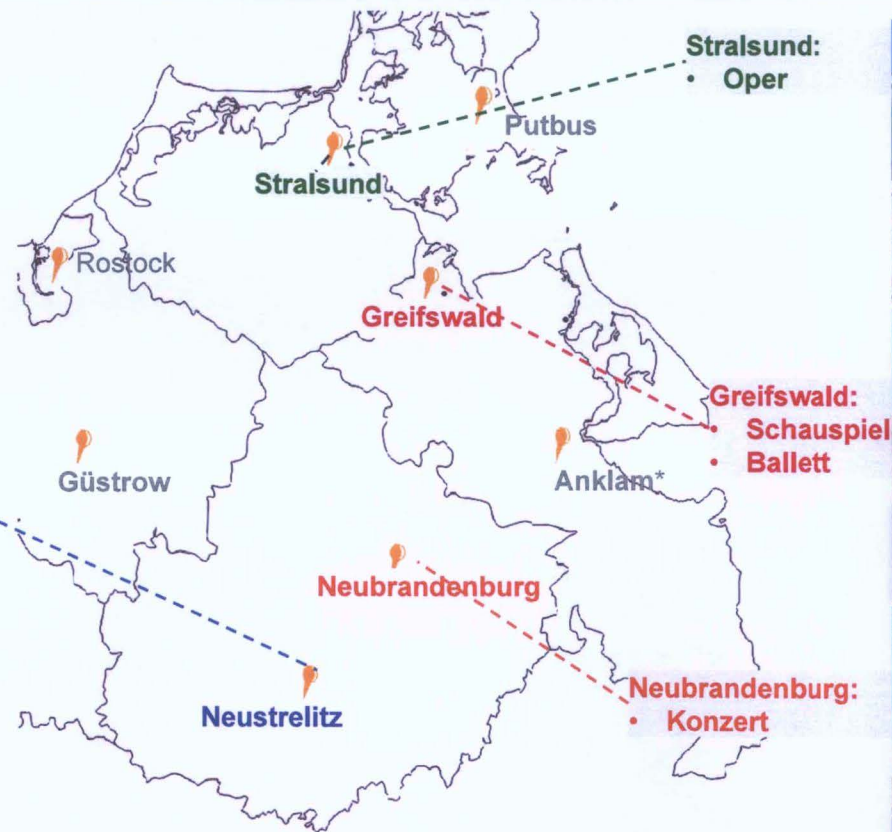 Stralsund:
• Oper
Putbus
Stralsund
Rostock
Greifswald
Greifswald:
• Schauspiel
• Ballett
Güstrow
Anklam*
Neubrandenburg
Neubrandenburg:
• Konzert
Neustrelitz